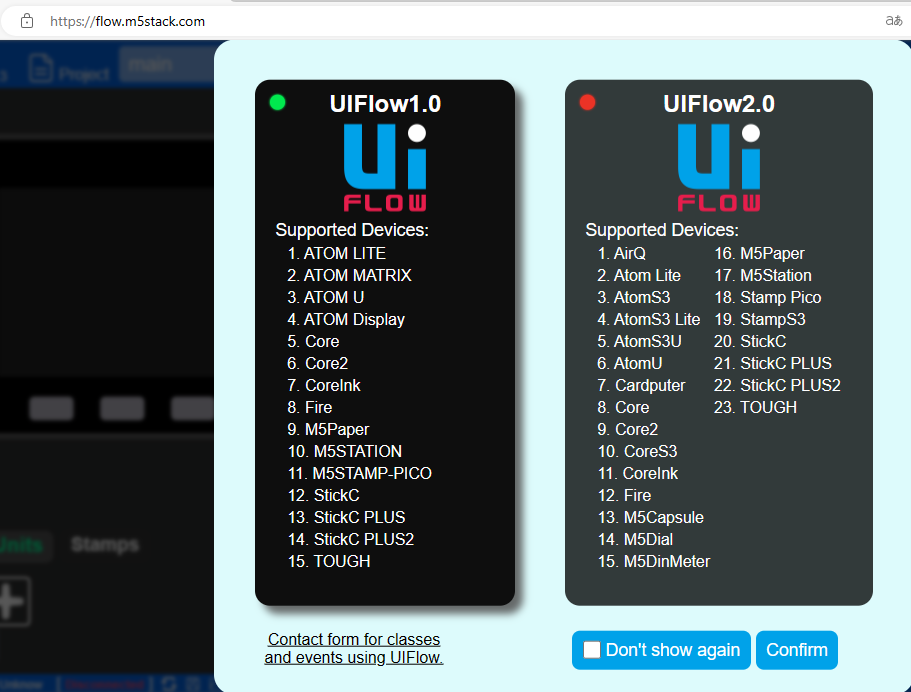 https://flow.m5stack.com
Project
main
UIFlow1.0
Ui
FLOW
Supported Devices:
1. ATOM LITE
2. ATOM MATRIX
3. ATOM U
4. ATOM Display
5. Core
6. Core2
7. CoreInk
8. Fire
9. M5Paper
10. M5STATION
11. M5STAMP-PICO
12. StickC
13. StickC PLUS
14. StickC PLUS2
15. TOUGH
UIFlow2.0
Ui
FLOW
Supported Devices:
1. AirQ
2. Atom Lite
3. AtomS3
4. AtomS3 Lite
5. AtomS3U
6. AtomU
7. Cardputer
8. Core
9. Core2
10. CoreS3
11. CoreInk
12. Fire
13. M5Capsule
14. M5Dial
15. M5DinMeter
16. M5Paper
17. M5Station
18. Stamp Pico
19. StampS3
20. StickC
21. StickC PLUS
22. StickC PLUS2
23. TOUGH
Units
Stamps
Contact form for classes
and events using UIFlow.
Don't show again
Confirm